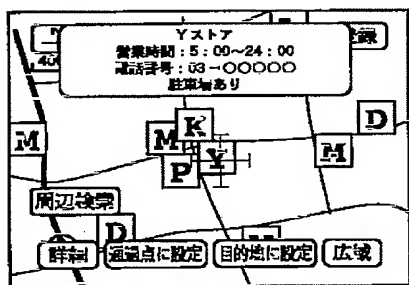 Yストア
営業時間:5:00〜24:00
電話番号:03-○○○○○
駐車場あり
400
録
D
M
M
K
P
Y
M
周辺検索
D
詳細
通過点に設定
目的地に設定
広域